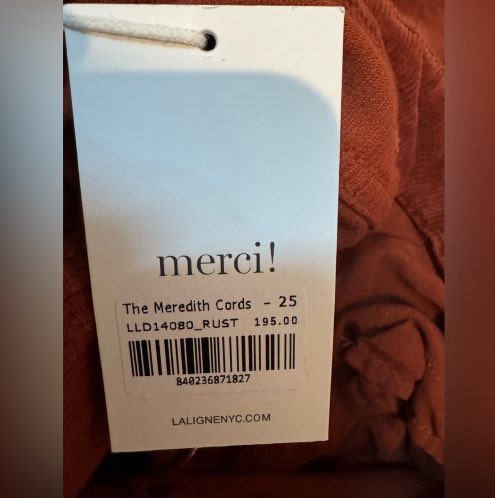 merci!
The Meredith Cords - 25
LLD14080_RUST 195.00
840236871827
LALIGNENYC.COM